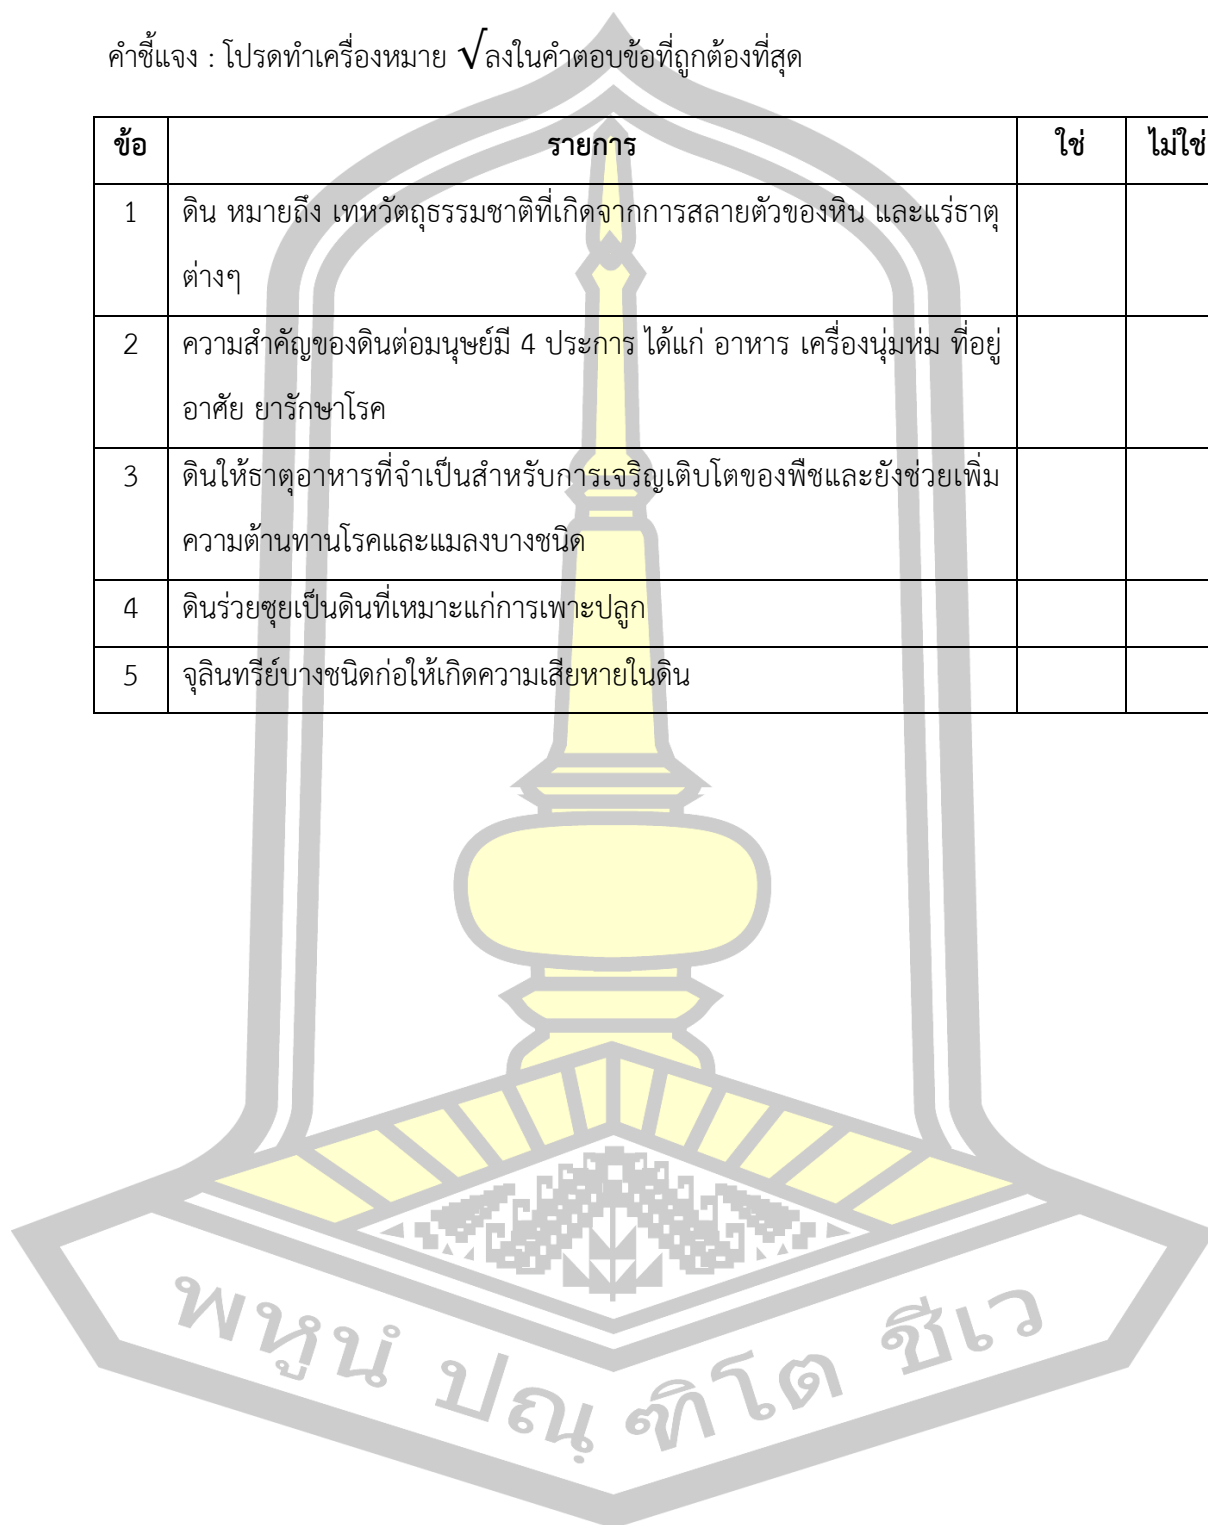 คำชี้แจง : โปรดทำเครื่องหมาย √ลงในคำตอบข้อที่ถูกต้องที่สุด
ข้อ รายการ ใช่ ไม่ใช่
1 ดิน หมายถึง เทหวัตถุธรรมชาติที่เกิดจากการสลายตัวของหิน และแร่ธาตุ
ต่างๆ
2 ความสำคัญของดินต่อมนุษย์มี 4 ประการ ได้แก่ อาหาร เครื่องนุ่มห่ม ที่อยู่
อาศัย ยารักษาโรค
3 ดินให้ธาตุอาหารที่จำเป็นสำหรับการเจริญเติบโตของพืชและยังช่วยเพิ่ม
ความต้านทานโรคและแมลงบางชนิด
4 ดินร่วยซุยเป็นดินที่เหมาะแก่การเพาะปลูก
5 จุลินทรีย์บางชนิดก่อให้เกิดความเสียหายในดิน
พหูนํ ปณฺ ฑิโต ชีเว